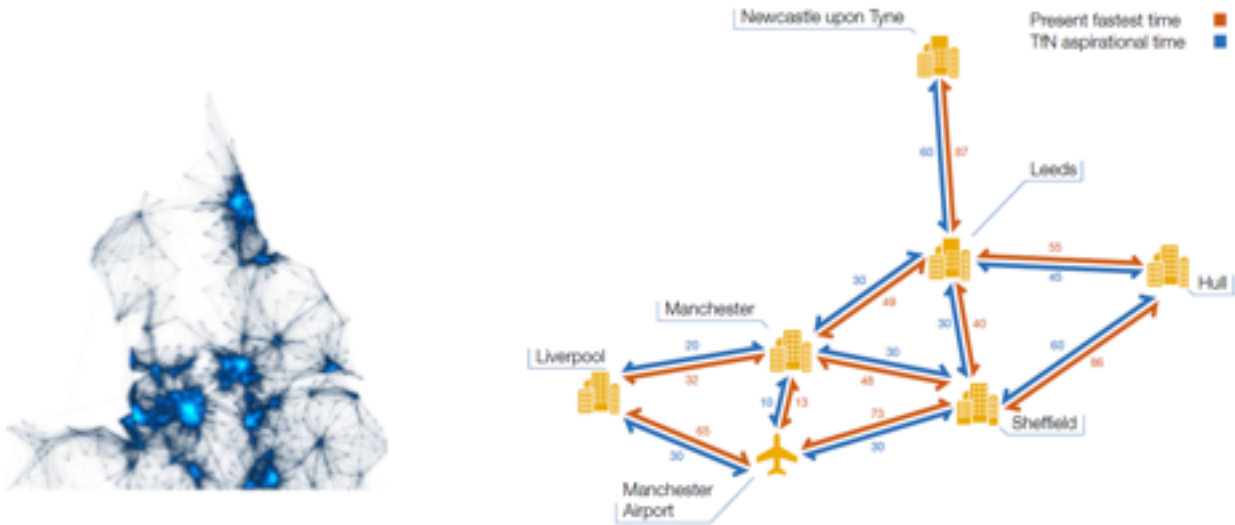 Newcastle upon Tyne
Present fastest time
TfN aspirational time
60
87
Leeds
55
45
Hull
30
49
Manchester
30
40
Liverpool
20
32
30
48
60
86
10
13
73
30
Sheffield
65
30
Manchester
Airport